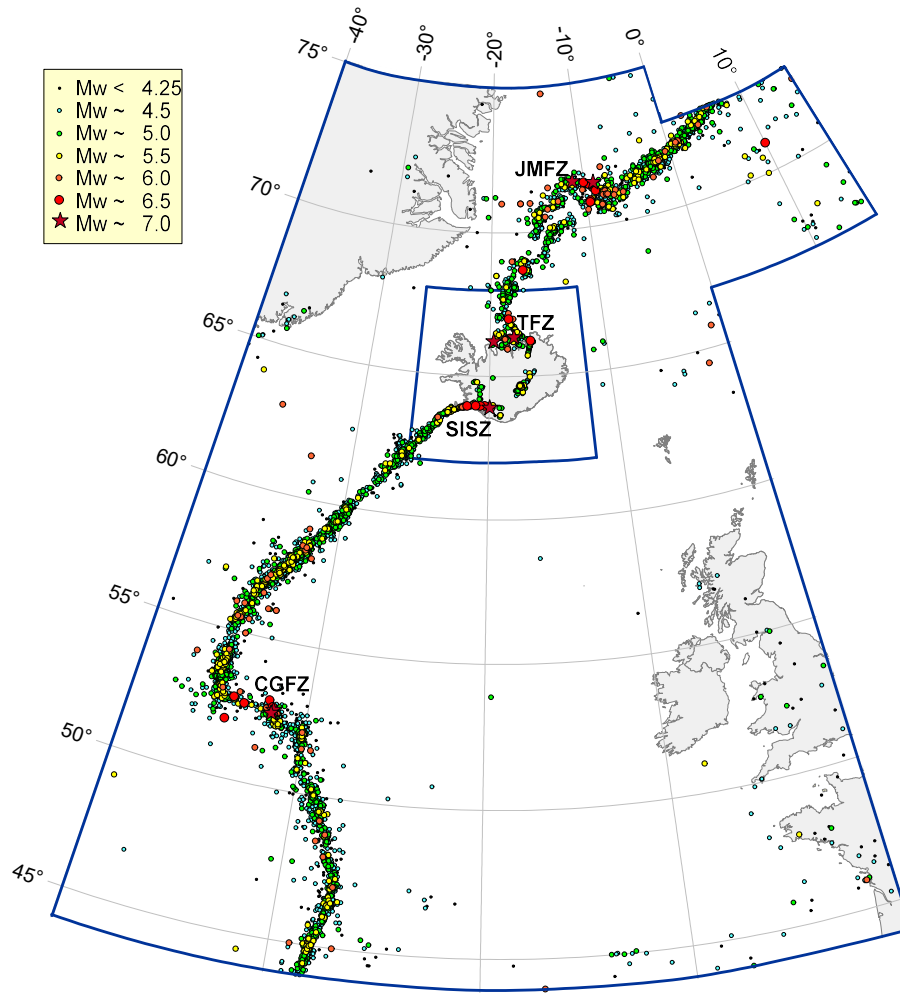 -40°
-30°
-20°
-10°
0°
10°
75°
70°
65°
60°
55°
50°
45°
Mw < 4.25
Mw ~ 4.5
Mw ~ 5.0
Mw ~ 5.5
Mw ~ 6.0
Mw ~ 6.5
Mw ~ 7.0
JMFZ
TFZ
SISZ
CGFZ